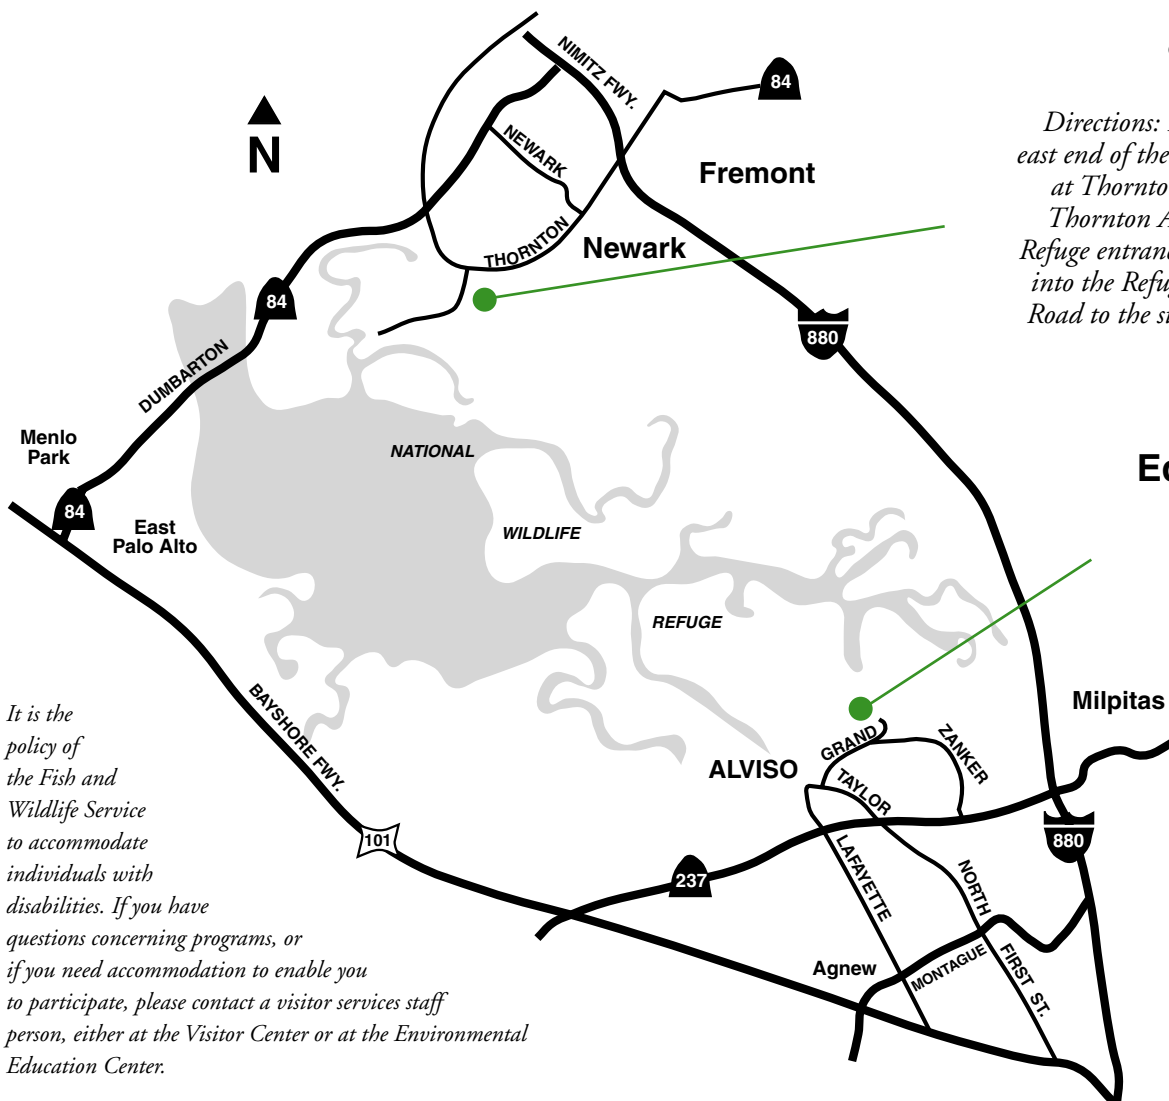 NIMITZ FWY.
84
N
NEWARK
Fremont
THORNTON
Newark
84
880
DUMBARTON
Menlo
Park
NATIONAL
84
East
Palo Alto
WILDLIFE
REFUGE
Directions:
east end of the
at
Thornton
Refuge entrance
into the
Road to the
BAYSHORE FWY.
Milpitas
GRAND
ZANKER
ALVISO
TAYLOR
101
880
237
LAFAYETTE
NORTH
FIRST ST.
Agnew
MONTAGUE
It is the
policy of
the Fish and
Wildlife Service
to accommodate
individuals with
disabilities. If you have
questions concerning programs, or
if you need accommodation to enable you
to participate, please contact a visitor services staff
person, either at the Visitor Center or at the Environmental
Education Center.